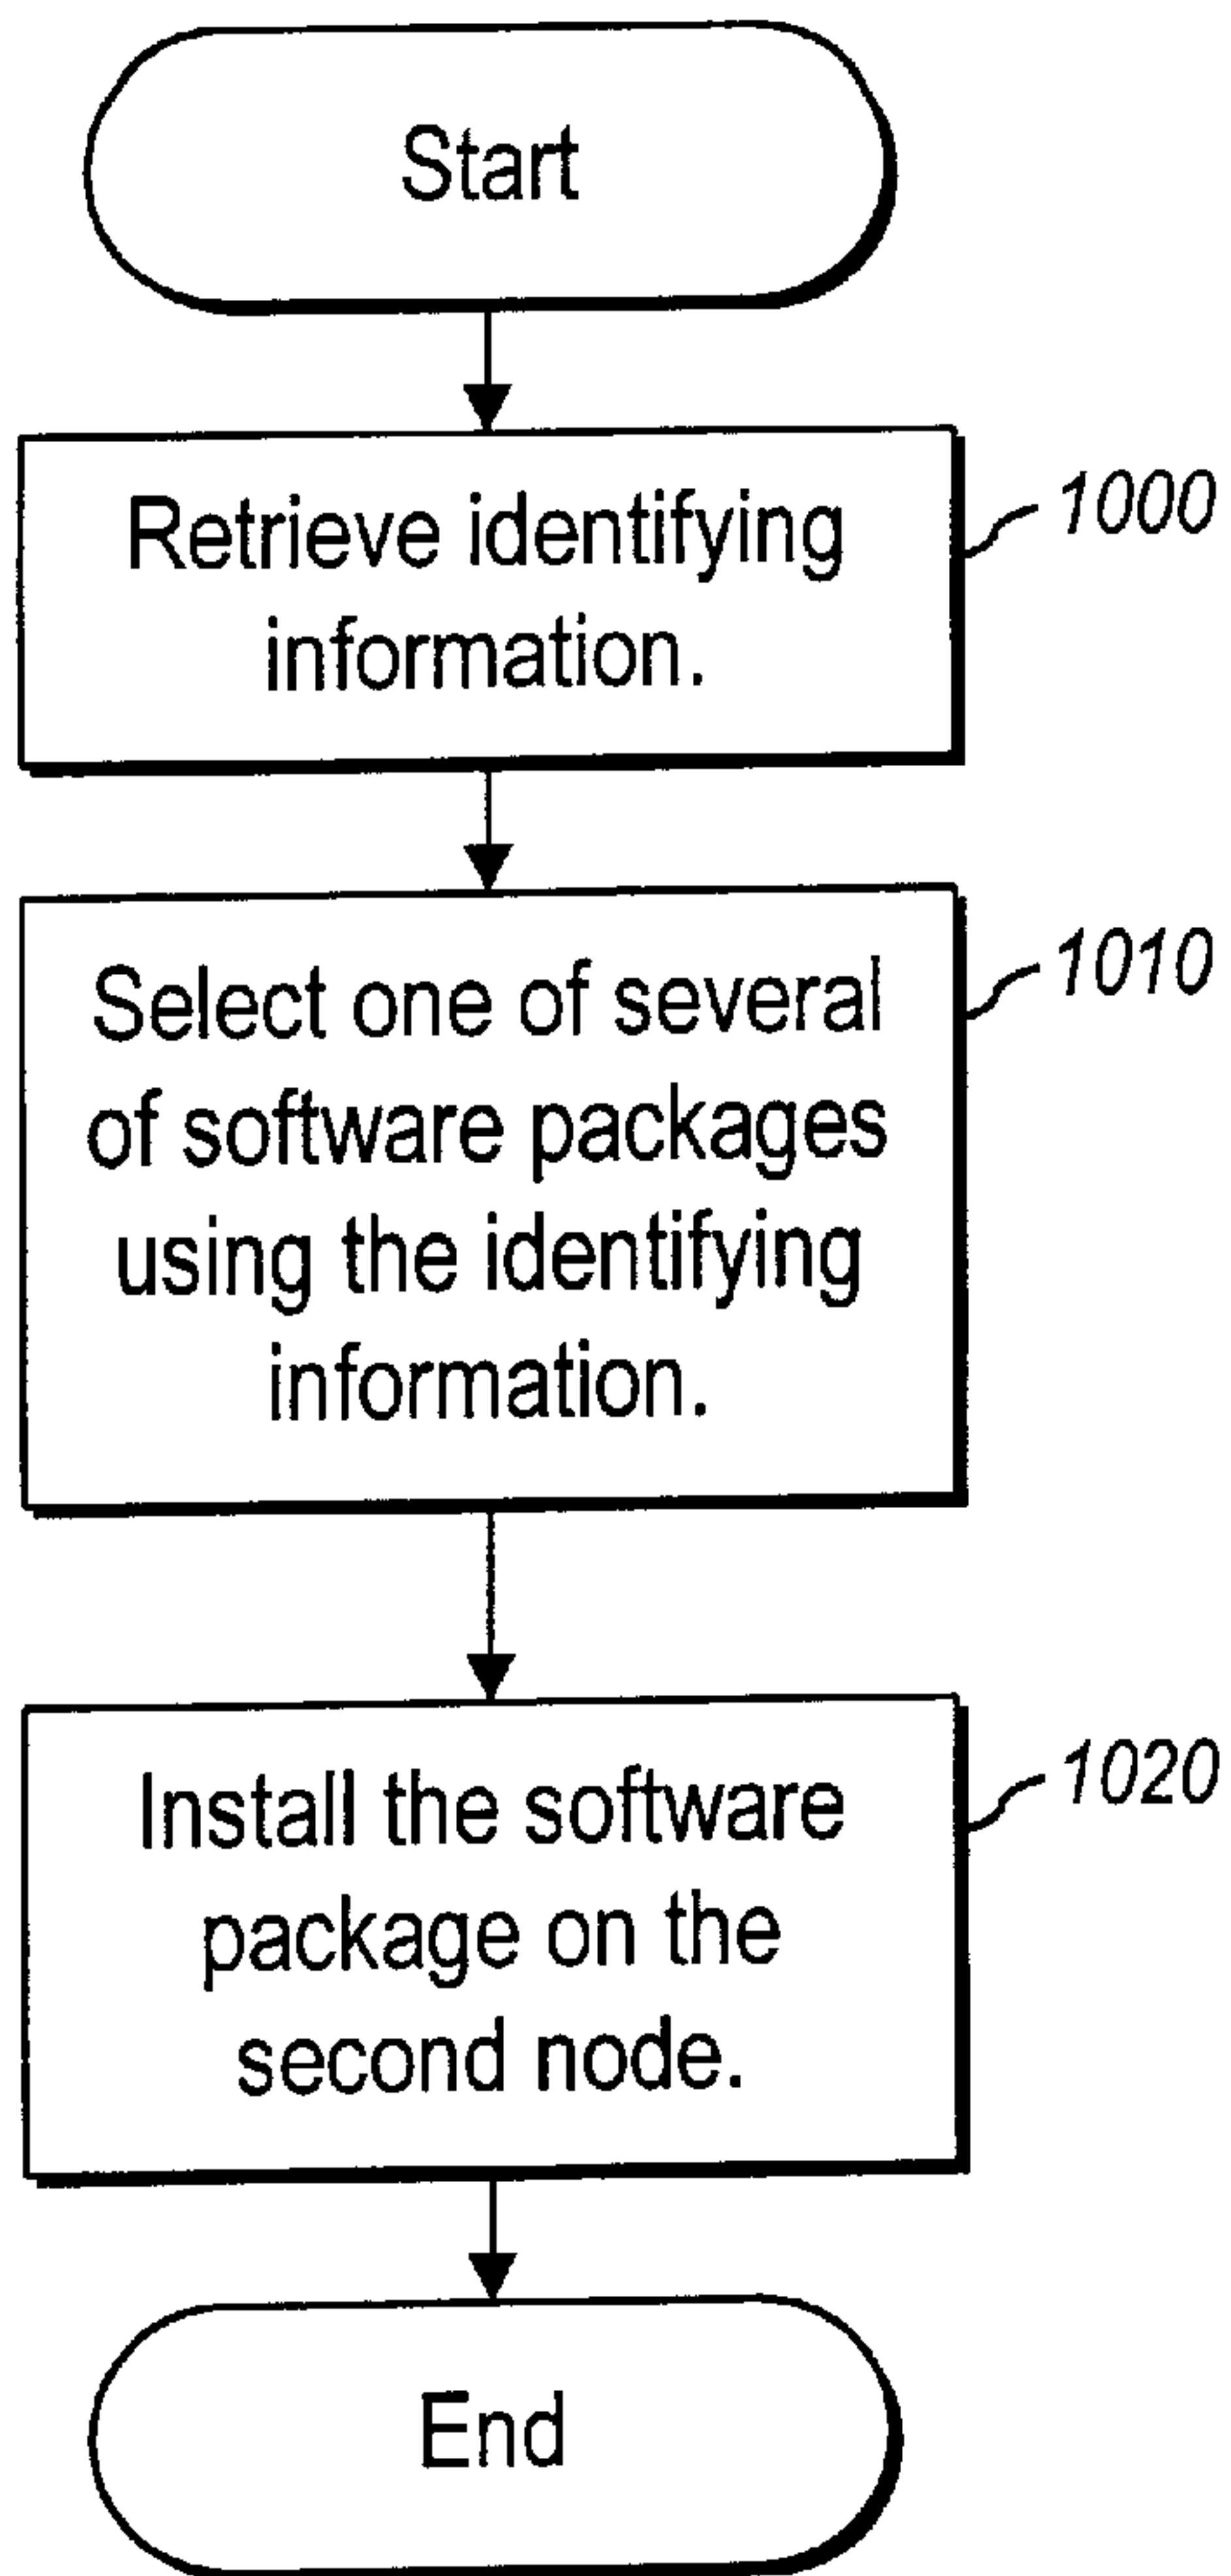 Start
Retrieve identifying
information.
1000
Select one of several
of software packages
using the identifying
information.
1010
Install the software
package on the
second node.
1020
End